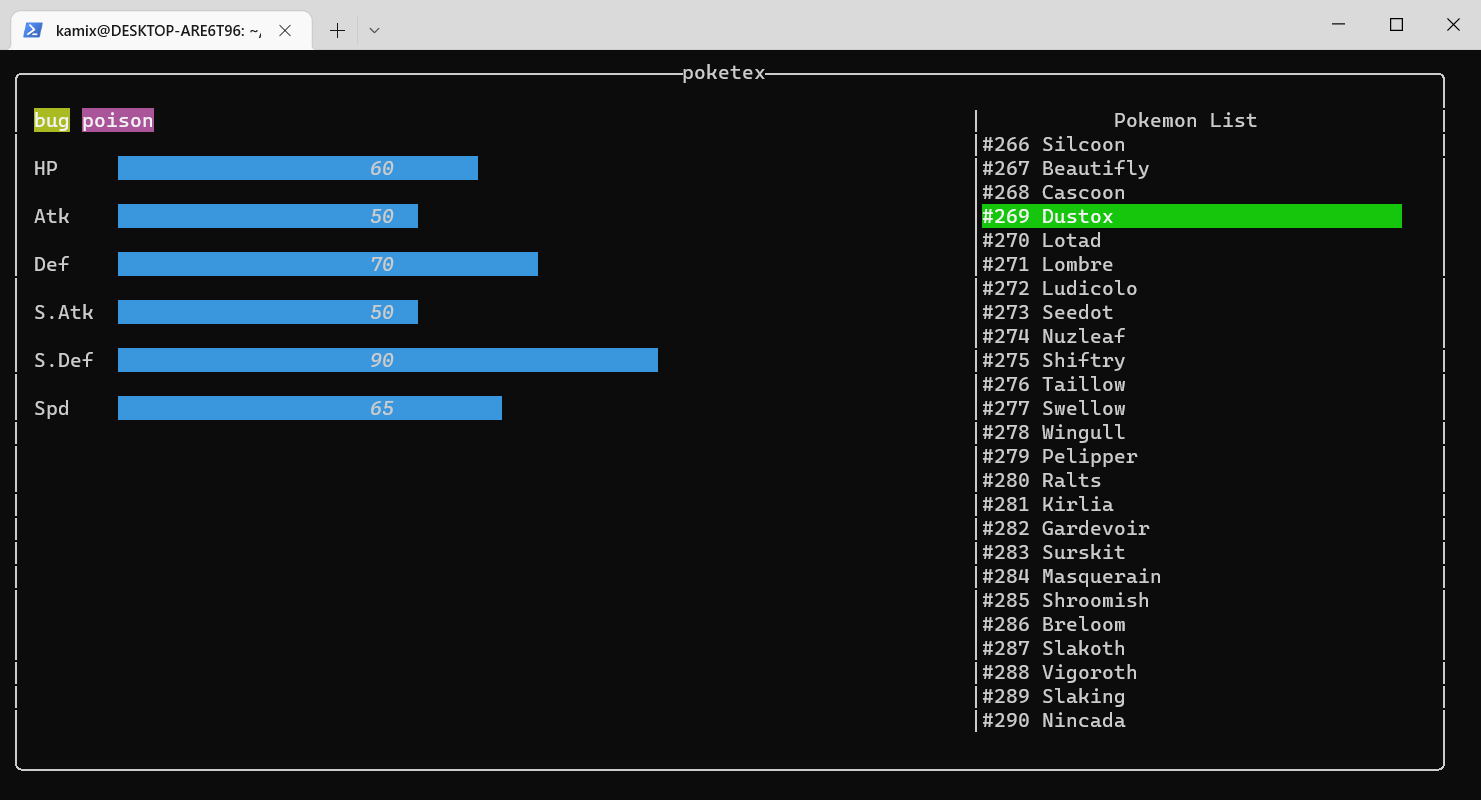 kamix@DESKTOP-ARE6T96: ~/
poketex
bug poison
HP 60
Atk 50
Def 70
S.Atk 50
S.Def 90
Spd 65
Pokemon List
#266 Silcoon
#267 Beautifly
#268 Cascoon
#269 Dustox
#270 Lotad
#271 Lombre
#272 Ludicolo
#273 Seedot
#274 Nuzleaf
#275 Shiftry
#276 Taillow
#277 Swellow
#278 Wingull
#279 Pelipper
#280 Ralts
#281 Kirlia
#282 Gardevoir
#283 Surskit
#284 Masquerain
#285 Shroomish
#286 Breloom
#287 Slakoth
#288 Vigoroth
#289 Slaking
#290 Nincada